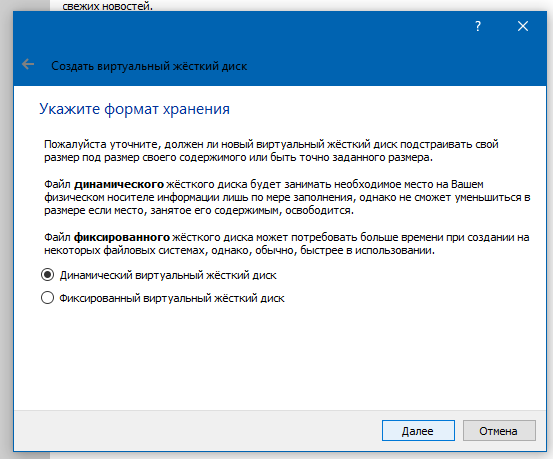 свежих новостей.
?
Создать виртуальный жёсткий диск
Укажите формат хранения
Пожалуйста уточните, должен ли новый виртуальный жёсткий диск подстраивать свой
размер под размер своего содержимого или быть точно заданного размера.
Файл динамического жёсткого диска будет занимать необходимое место на Вашем
физическом носителе информации лишь по мере заполнения, однако не сможет уменьшиться в
размере если место, занятое его содержимым, освободится.
Файл фиксированного жёсткого диска может потребовать больше времени при создании на
некоторых файловых системах, однако, обычно, быстрее в использовании.
Динамический виртуальный жёсткий диск
Фиксированный виртуальный жёсткий диск
Далее
Отмена